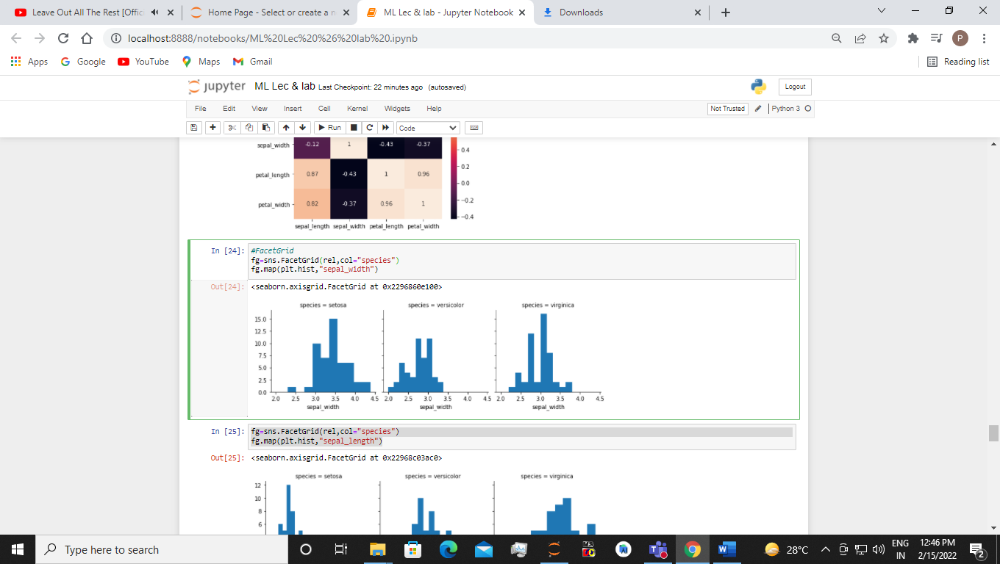 Leave Out All The Rest [Offici
Home Page - Select or create a n
ML Lec & lab - Jupyter Notebook
Downloads
localhost:8888/notebooks/ML%20Lec%20%26%20lab%20.ipynb
P
Apps Google YouTube Maps Gmail Reading list
jupyter ML Lec & lab Last Checkpoint: 22 minutes ago (autosaved) Logout
File Edit View Insert Cell Kernel Widgets Help Not Trusted Python 3
Run Code
sepal_width -0.12 1 -0.43 -0.37
petal_length 0.87 -0.43 1 0.96
petal_width 0.82 -0.37 0.96 1
sepal_length sepal_width petal_length petal_width
0.4
0.2
0.0
-0.2
-0.4
In [24]: #FacetGrid
fg=sns.FacetGrid(rel,col="species")
fg.map(plt.hist,"sepal_width")
Out[24]: <seaborn.axisgrid.FacetGrid at 0x2296860e100>
species = setosa species = versicolor species = virginica
15.0
12.5
10.0
7.5
5.0
2.5
0.0
2.0 2.5 3.0 3.5 4.0 4.5 2.0 2.5 3.0 3.5 4.0 4.5 2.0 2.5 3.0 3.5 4.0 4.5
sepal_width sepal_width sepal_width
In [25]: fg=sns.FacetGrid(rel,col="species")
fg.map(plt.hist,"sepal_length")
Out[25]: <seaborn.axisgrid.FacetGrid at 0x22968c03ac0>
species = setosa species = versicolor species = virginica
12
10
8
6
Type here to search
28°C
ENG
IN
12:46 PM
2/15/2022
2